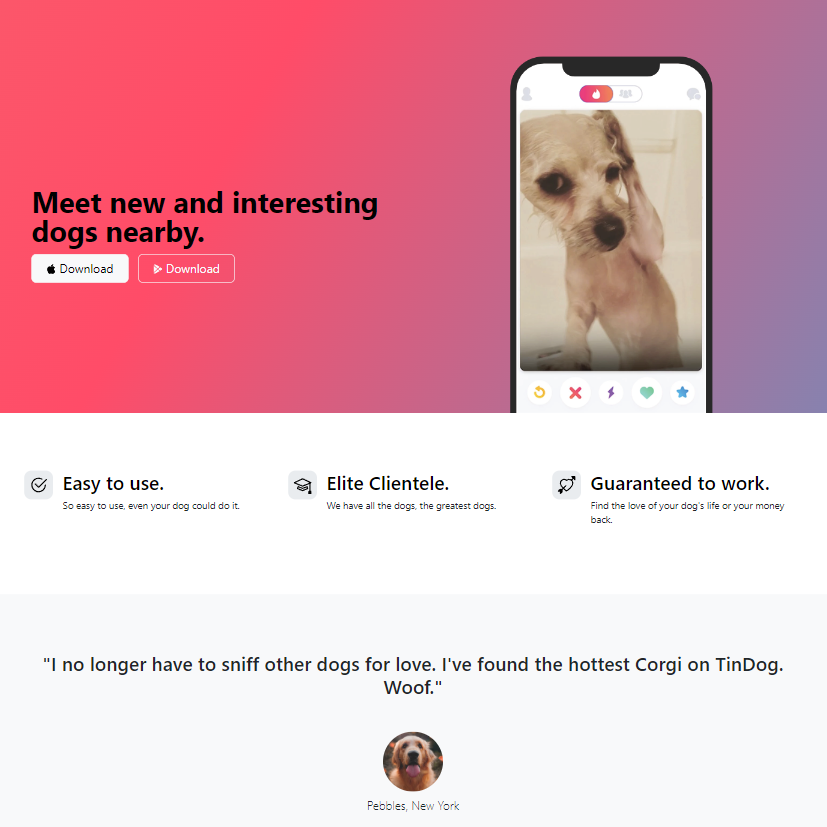 Meet new and interesting
dogs nearby.
Download
Download
Easy to use.
So easy to use, even your dog could do it.
Elite Clientele.
We have all the dogs, the greatest dogs.
Guaranteed to work.
Find the love of your dog's life or your money
back.
"I no longer have to sniff other dogs for love. I've found the hottest Corgi on TinDog.
Woof."
Pebbles, New York